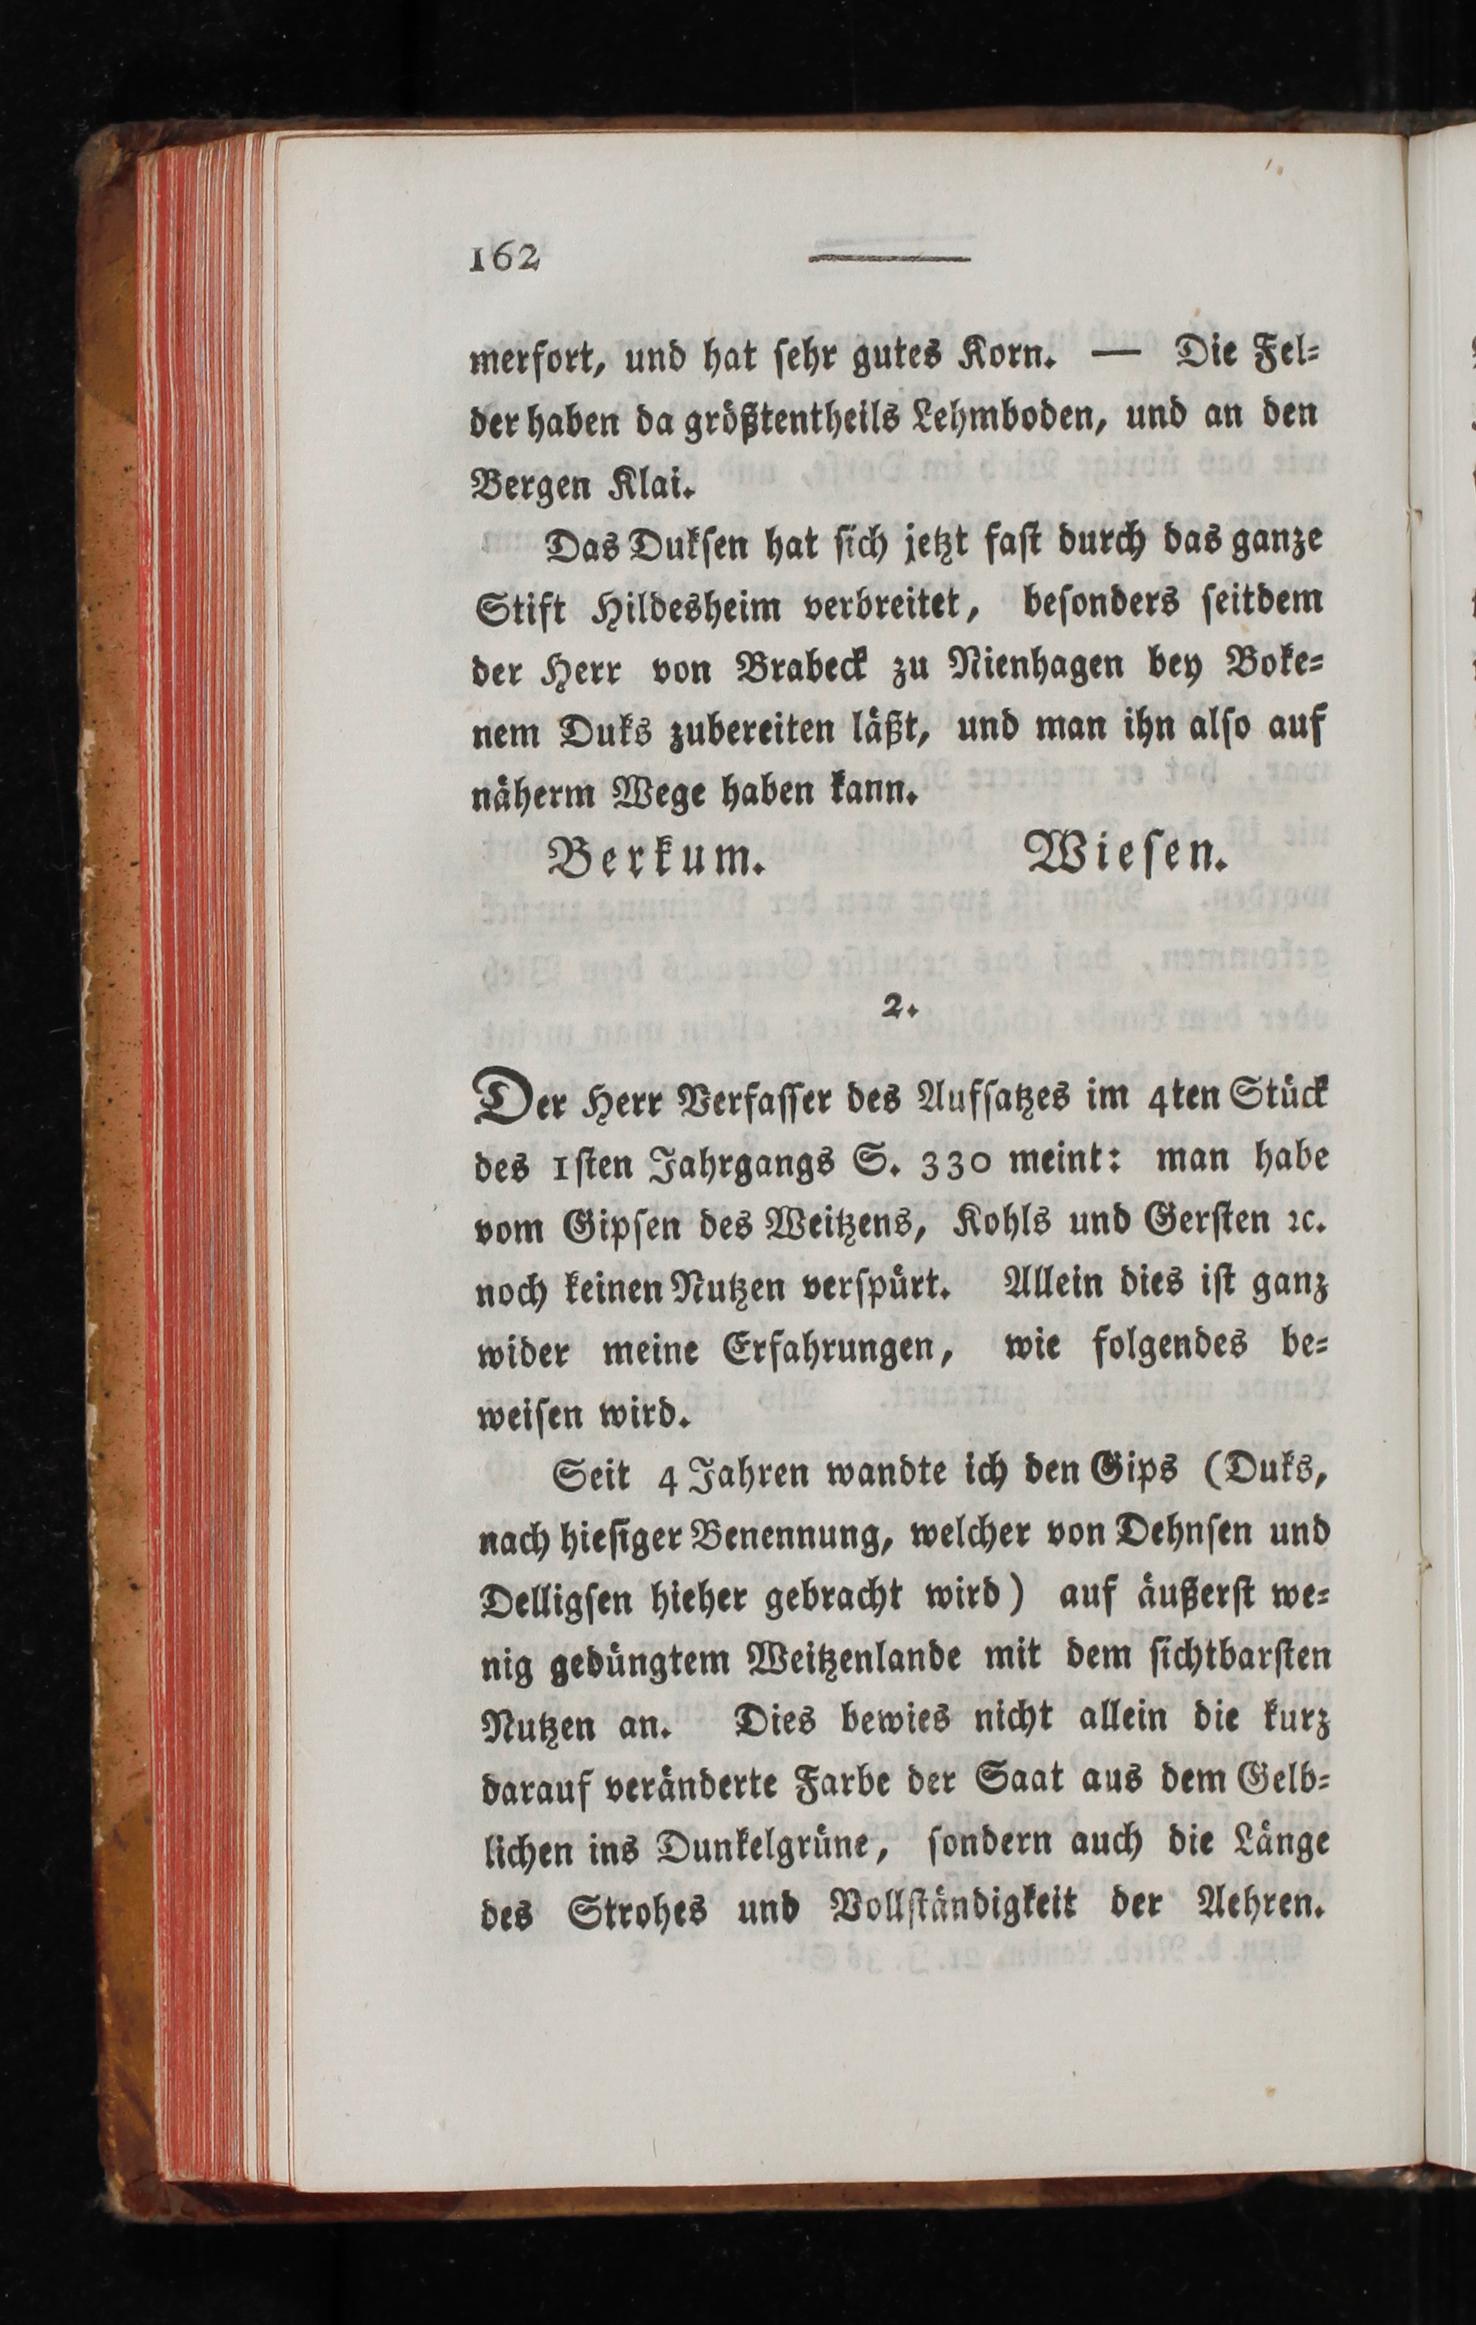 162
merfort, und hat ſehr gutes Korn. — Die Fel⸗
der haben da größtentheils Lehmboden, und an den
Bergen Klai.
Das Dukſen hat ſich jetzt faſt durch das ganze
Stift Hildesheim verbreitet, beſonders ſeitdem
der Herr von Brabeck zu Nienhagen bey Boke⸗
nem Duks zubereiten läßt, und man ihn alſo auf
näherm Wege haben kann.
Berkum. Wieſen.
2.
Der Herr Verfaſſer des Aufſatzes im 4ten Stück
des 1ſten Jahrgangs S. 330 meint: man habe
vom Gipſen des Weitzens, Kohls und Gerſten ꝛc.
noch keinen Nutzen verſpürt. Allein dies iſt ganz
wider meine Erfahrungen, wie folgendes be⸗
weiſen wird.
Seit 4 Jahren wandte ich den Gips (Duks,
nach hieſiger Benennung, welcher von Dehnſen und
Delligſen hieher gebracht wird) auf äußerſt we⸗
nig gedüngtem Weitzenlande mit dem ſichtbarſten
Nutzen an. Dies bewies nicht allein die kurz
darauf veränderte Farbe der Saat aus dem Gelb⸗
lichen ins Dunkelgrüne, ſondern auch die Länge
des Strohes und Vollſtändigkeit der Aehren.